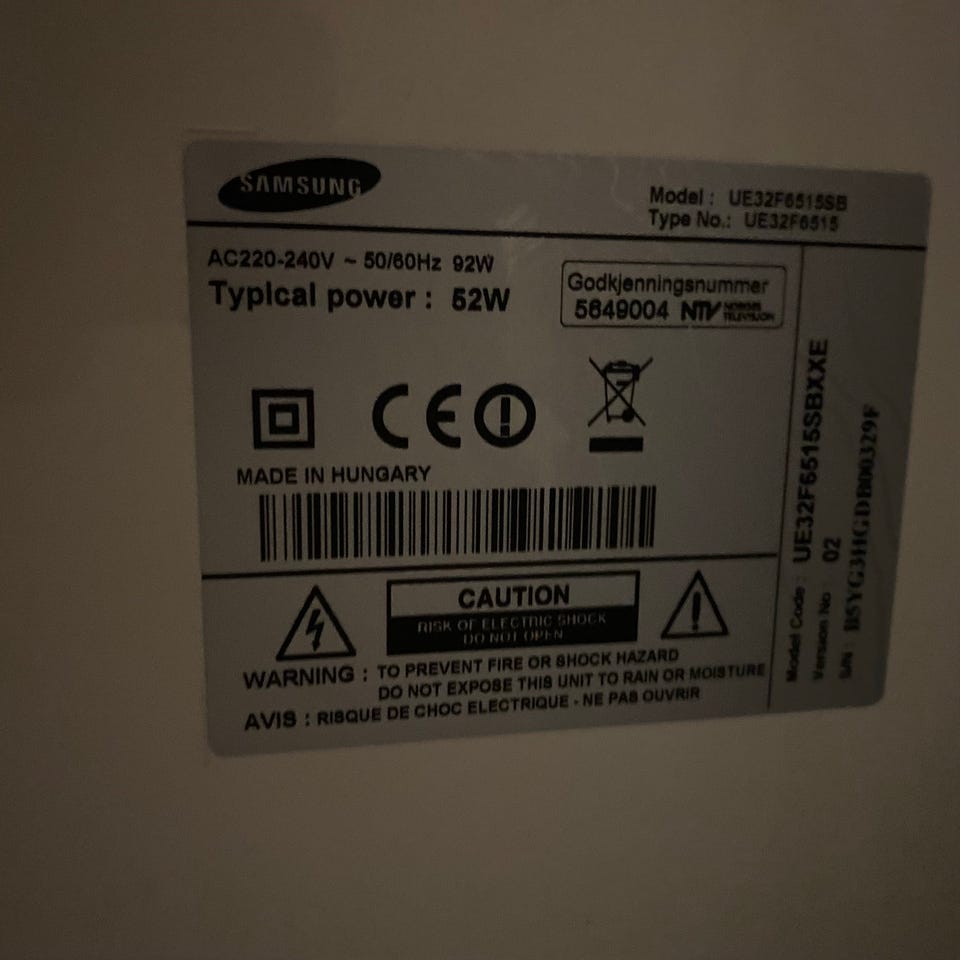 SAMSUNG
Model : UE32F6515SB
Type No.: UE32F6515
AC220-240V ~ 50/60Hz 92W
Typical power : 52W
Godkjenningsnummer
5649004 NTV NORGES TELEVISION
CE
MADE IN HUNGARY
CAUTION
RISK OF ELECTRIC SHOCK
DO NOT OPEN
WARNING : TO PREVENT FIRE OR SHOCK HAZARD
DO NOT EXPOSE THIS UNIT TO RAIN OR MOISTURE
AVIS : RISQUE DE CHOC ELECTRIQUE - NE PAS OUVRIR
Model Code : UE32F6515SBXXE
Version No : 02
S/N :